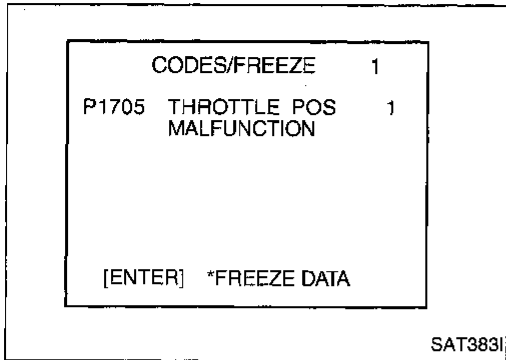 CODES/FREEZE 1
P1705 THROTTLE POS 1
MALFUNCTION
[ENTER] *FREEZE DATA
SAT383I